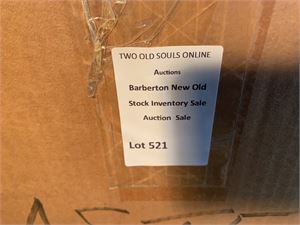 TWO OLD SOULS ONLINE
Auctions
Barberton New Old
Stock Inventory Sale
Auction Sale
Lot 521